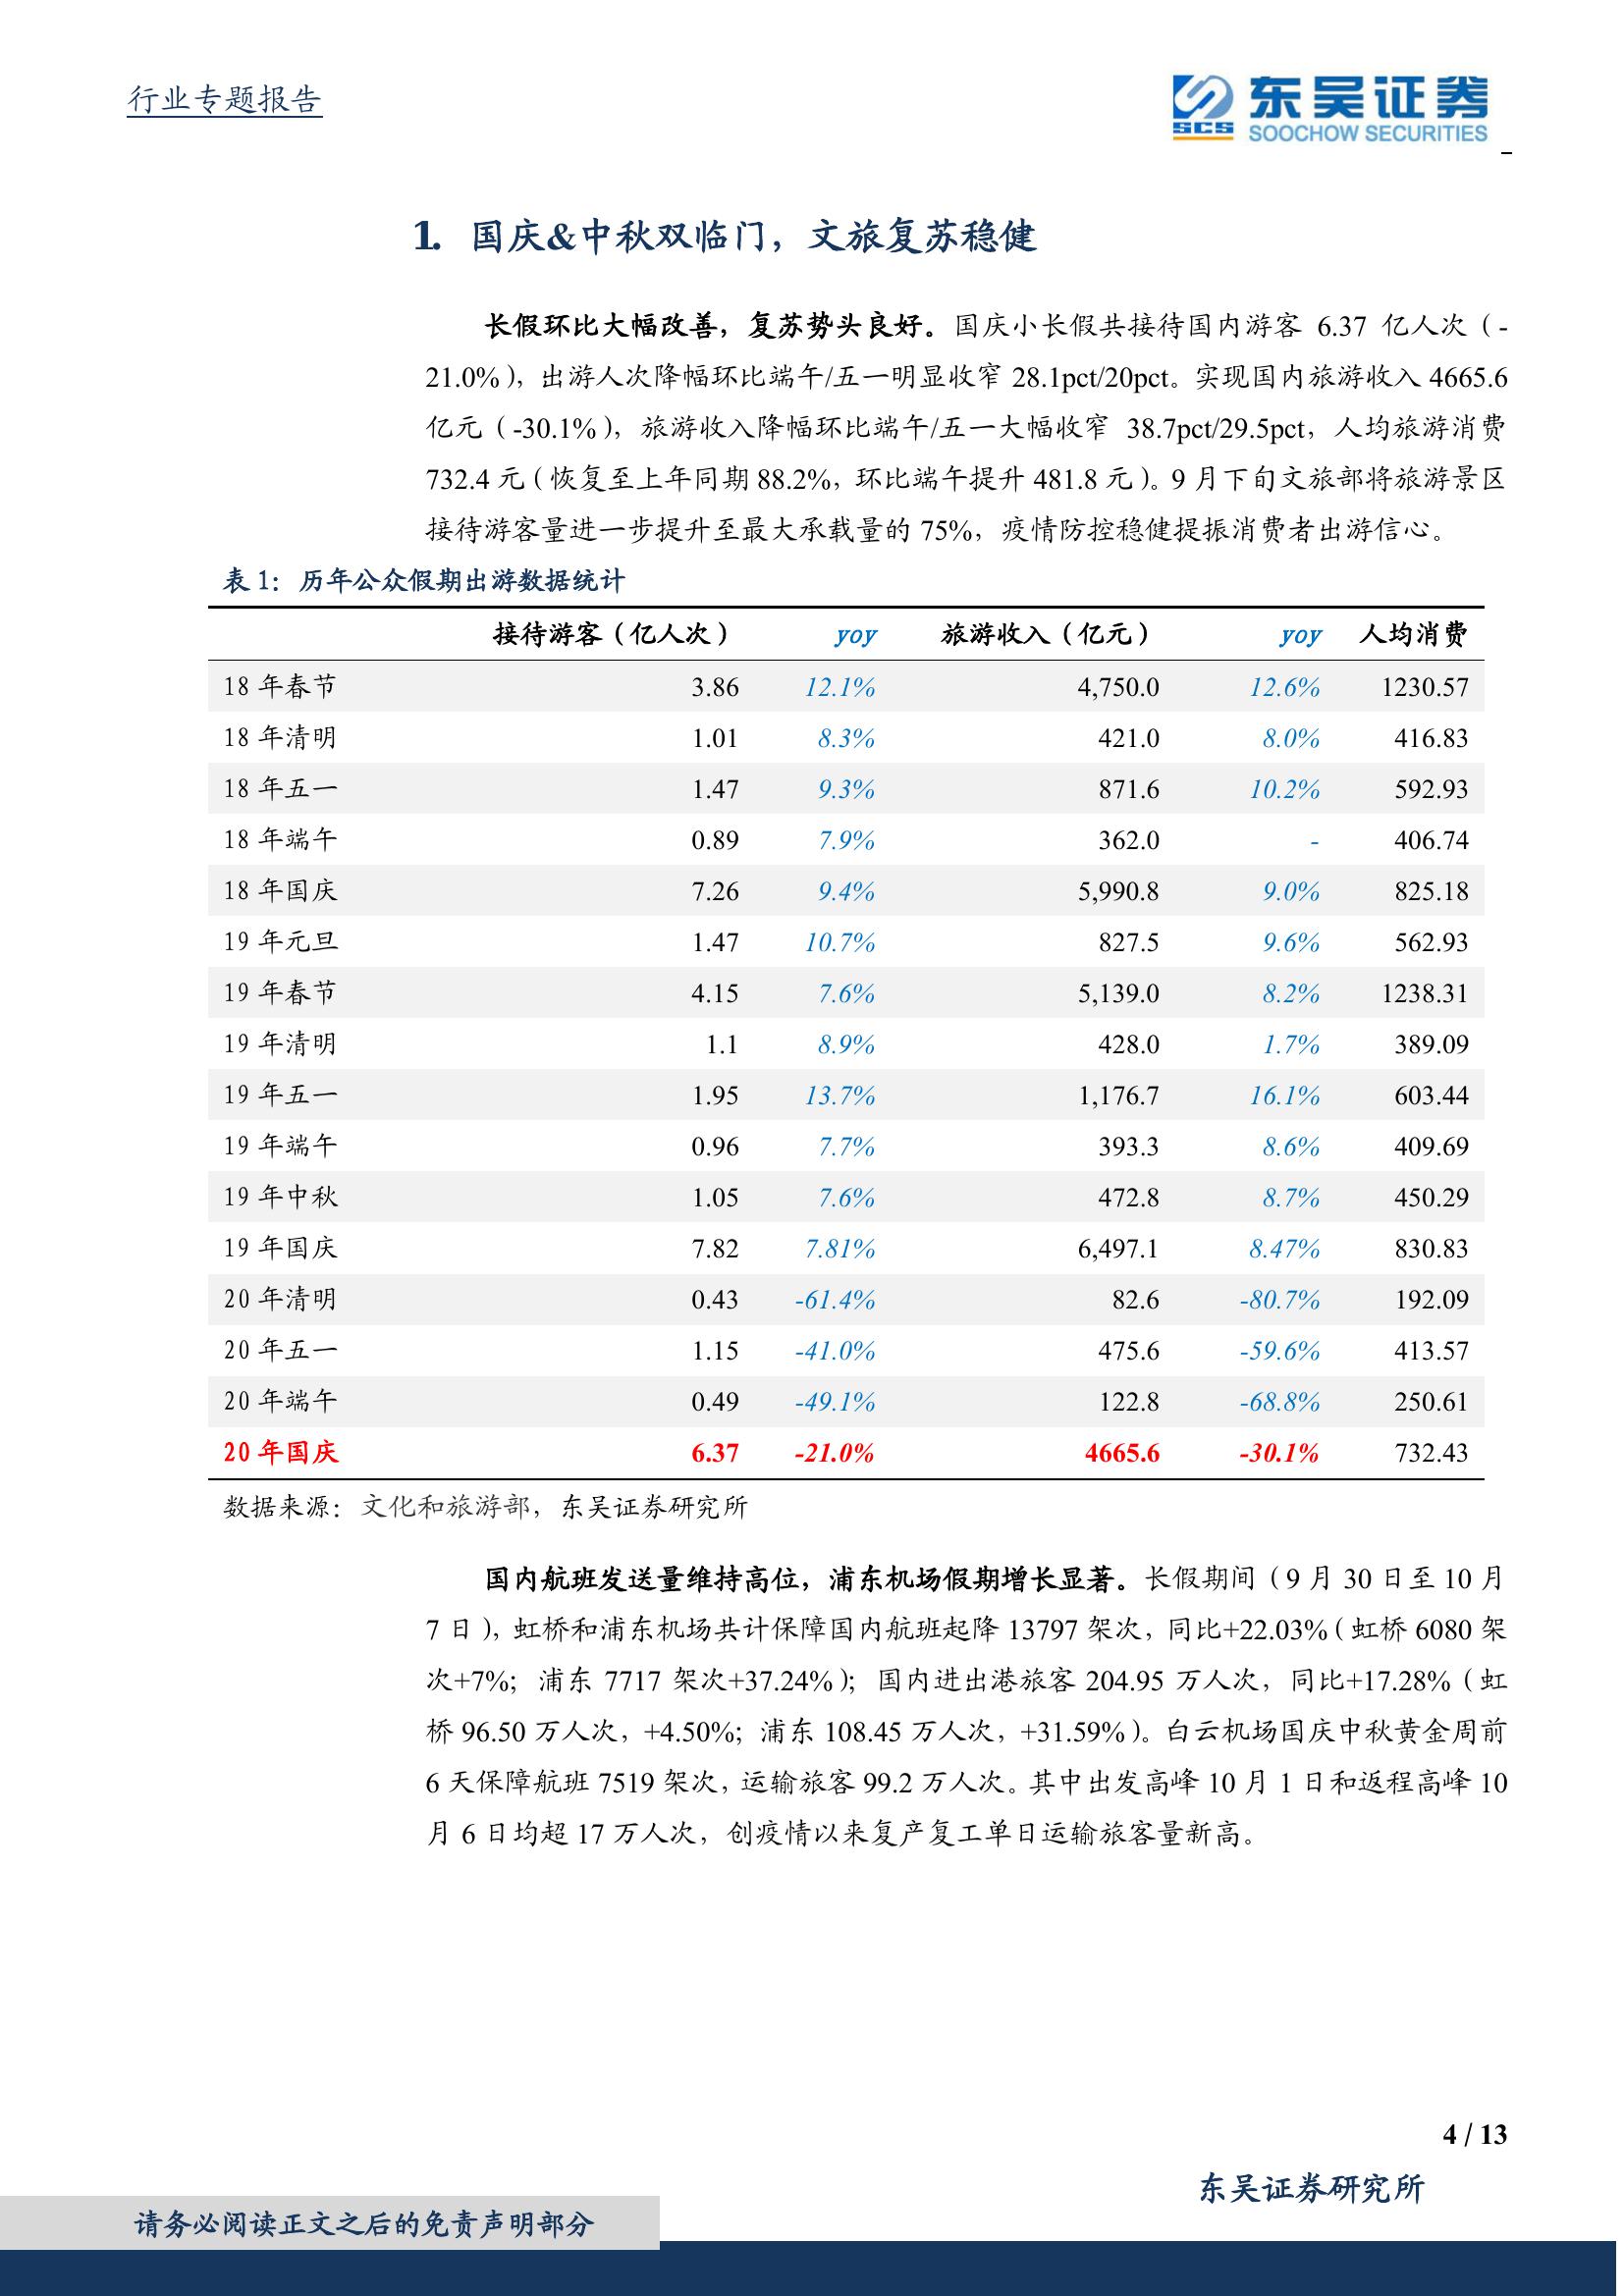 行业专题报告
SCS
东吴证券
SOOCHOW SECURITIES
1. 国庆&中秋双临门，文旅复苏稳健
长假环比大幅改善，复苏势头良好。国庆小长假共接待国内游客 6.37 亿人次（-
21.0%），出游人次降幅环比端午/五一明显收窄 28.1pct/20pct。实现国内旅游收入 4665.6
亿元（-30.1%），旅游收入降幅环比端午/五一大幅收窄 38.7pct/29.5pct，人均旅游消费
732.4 元（恢复至上年同期 88.2%，环比端午提升 481.8 元）。9 月下旬文旅部将旅游景区
接待游客量进一步提升至最大承载量的 75%，疫情防控稳健提振消费者出游信心。
表 1：历年公众假期出游数据统计
接待游客（亿人次） yoy 旅游收入（亿元） yoy 人均消费
18 年春节 3.86 12.1% 4,750.0 12.6% 1230.57
18 年清明 1.01 8.3% 421.0 8.0% 416.83
18 年五一 1.47 9.3% 871.6 10.2% 592.93
18 年端午 0.89 7.9% 362.0 - 406.74
18 年国庆 7.26 9.4% 5,990.8 9.0% 825.18
19 年元旦 1.47 10.7% 827.5 9.6% 562.93
19 年春节 4.15 7.6% 5,139.0 8.2% 1238.31
19 年清明 1.1 8.9% 428.0 1.7% 389.09
19 年五一 1.95 13.7% 1,176.7 16.1% 603.44
19 年端午 0.96 7.7% 393.3 8.6% 409.69
19 年中秋 1.05 7.6% 472.8 8.7% 450.29
19 年国庆 7.82 7.81% 6,497.1 8.47% 830.83
20 年清明 0.43 -61.4% 82.6 -80.7% 192.09
20 年五一 1.15 -41.0% 475.6 -59.6% 413.57
20 年端午 0.49 -49.1% 122.8 -68.8% 250.61
20 年国庆 6.37 -21.0% 4665.6 -30.1% 732.43
数据来源：文化和旅游部，东吴证券研究所
国内航班发送量维持高位，浦东机场假期增长显著。长假期间（9 月 30 日至 10 月
7 日），虹桥和浦东机场共计保障国内航班起降 13797 架次，同比+22.03%（虹桥 6080 架
次+7%；浦东 7717 架次+37.24%）；国内进出港旅客 204.95 万人次，同比+17.28%（虹
桥 96.50 万人次，+4.50%；浦东 108.45 万人次，+31.59%）。白云机场国庆中秋黄金周前
6 天保障航班 7519 架次，运输旅客 99.2 万人次。其中出发高峰 10 月 1 日和返程高峰 10
月 6 日均超 17 万人次，创疫情以来复产复工单日运输旅客量新高。
4 / 13
东吴证券研究所
请务必阅读正文之后的免责声明部分